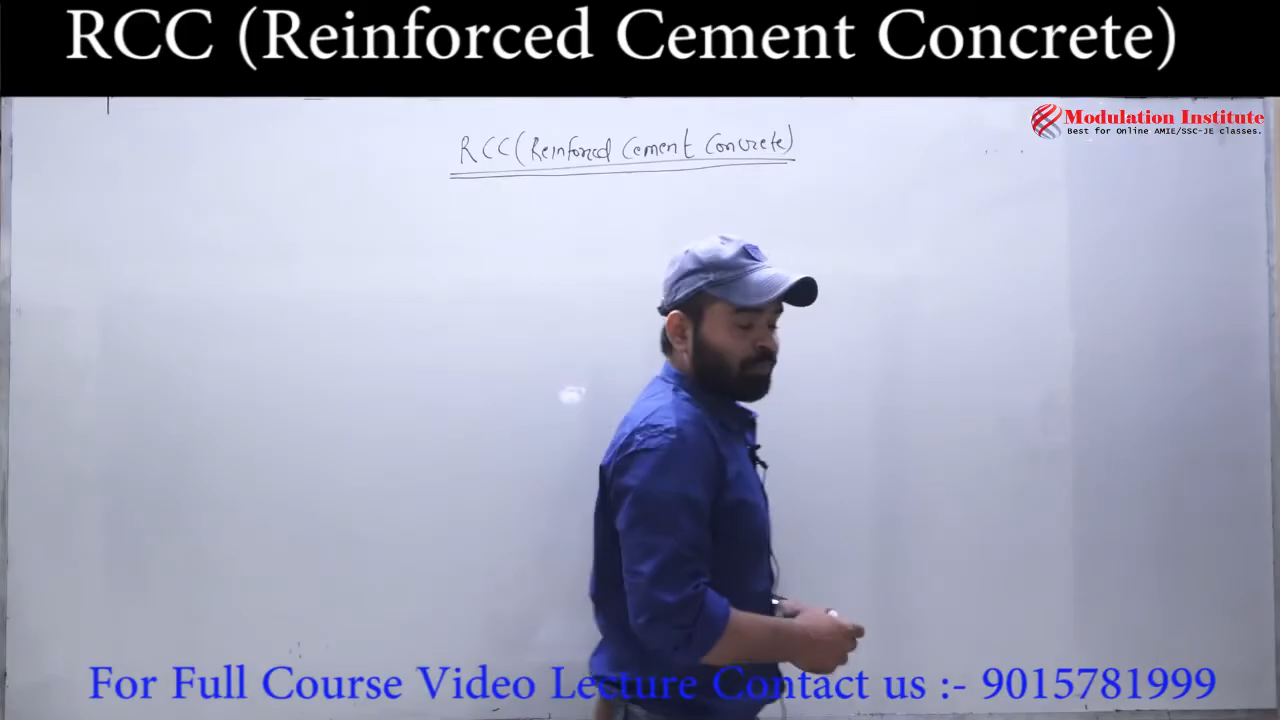 RCC (Reinforced Cement Concrete)
Modulation Institute
Best for Online AMIE/SSC-JE classes.
RCC (Reinforced Cement Concrete)
For Full Course Video Lecture Contact us :- 9015781999